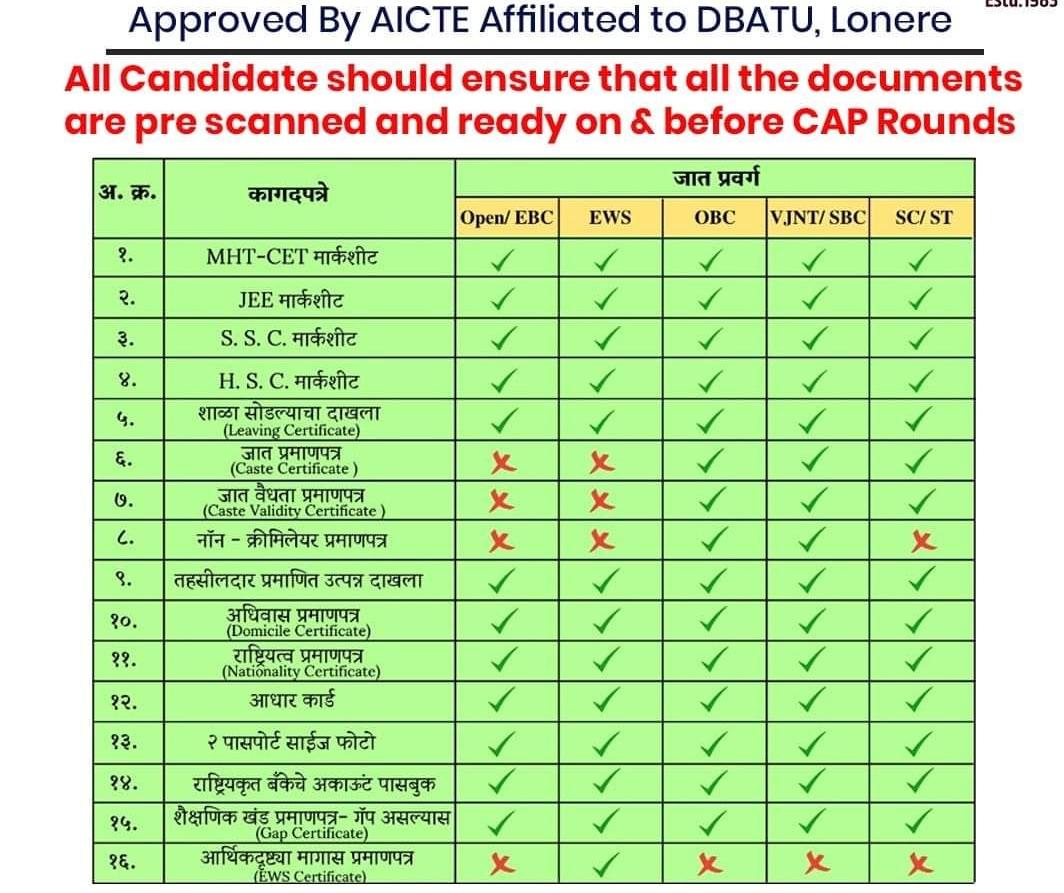 Estd.1983
Approved By AICTE Affiliated to DBATU, Lonere
All Candidate should ensure that all the documents
are pre scanned and ready on & before CAP Rounds
अ. क्र. कागदपत्रे जात प्रवर्ग
Open/ EBC EWS OBC VJNT/ SBC SC/ ST
१. MHT-CET मार्कशीट ✓ ✓ ✓ ✓ ✓
२. JEE मार्कशीट ✓ ✓ ✓ ✓ ✓
३. S. S. C. मार्कशीट ✓ ✓ ✓ ✓ ✓
४. H. S. C. मार्कशीट ✓ ✓ ✓ ✓ ✓
५. शाळा सोडल्याचा दाखला ✓ ✓ ✓ ✓ ✓
(Leaving Certificate)
६. जात प्रमाणपत्र ✗ ✗ ✓ ✓ ✓
(Caste Certificate )
७. जात वैधता प्रमाणपत्र ✗ ✗ ✓ ✓ ✓
(Caste Validity Certificate )
८. नॉन - क्रीमिलेयर प्रमाणपत्र ✗ ✗ ✓ ✓ ✗
९. तहसीलदार प्रमाणित उत्पन्न दाखला ✓ ✓ ✓ ✓ ✓
१०. अधिवास प्रमाणपत्र ✓ ✓ ✓ ✓ ✓
(Domicile Certificate)
११. राष्ट्रियत्व प्रमाणपत्र ✓ ✓ ✓ ✓ ✓
(Nationality Certificate)
१२. आधार कार्ड ✓ ✓ ✓ ✓ ✓
१३. २ पासपोर्ट साईज फोटो ✓ ✓ ✓ ✓ ✓
१४. राष्ट्रियकृत बँकेचे अकाऊंट पासबुक ✓ ✓ ✓ ✓ ✓
१५. शैक्षणिक खंड प्रमाणपत्र- गॅप असल्यास ✓ ✓ ✓ ✓ ✓
(Gap Certificate)
१६. आर्थिकदृष्ट्या मागास प्रमाणपत्र ✗ ✓ ✗ ✗ ✗
(EWS Certificate)